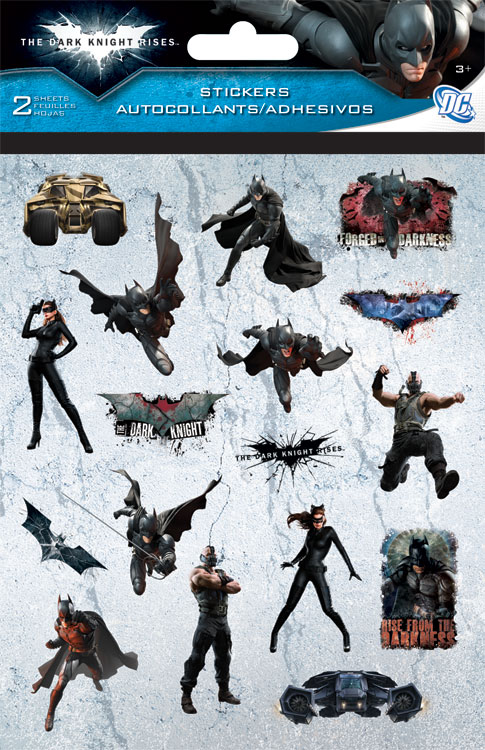 THE DARK KNIGHT RISES™
3+
2 SHEETS
FEUILLES
HOJAS
STICKERS
AUTOCOLLANTS/ADHESIVOS
DC
FORGED IN DARKNESS
THE DARK KNIGHT
THE DARK KNIGHT RISES
RISE FROM THE
DARKNESS